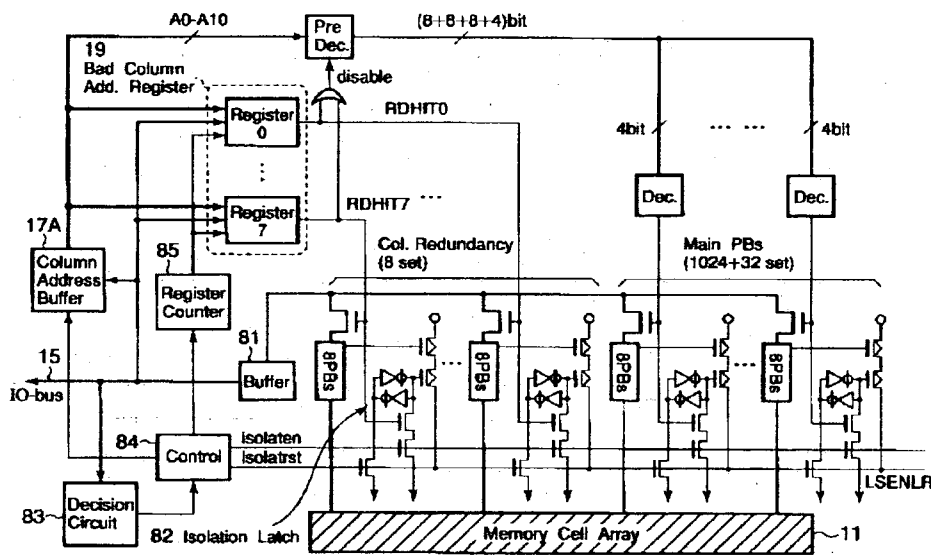 A0-A10
(8+8+8+4)bit
Pre
Dec.
19
Bad Column
Add. Register
disable
Register
0
RDHIT0
4bit
4bit
Register
7
RDHIT7
Dec.
Dec.
17A
Column
Address
Buffer
85
Register
Counter
Col. Redundancy
(8 set)
Main PBs
(1024+32 set)
81
Buffer
15
IO-bus
8PBs
8PBs
8PBs
8PBs
84
Control
isolaten
isolatrst
LSENLR
83
Decision
Circuit
82 Isolation Latch
Memory Cell Array
11